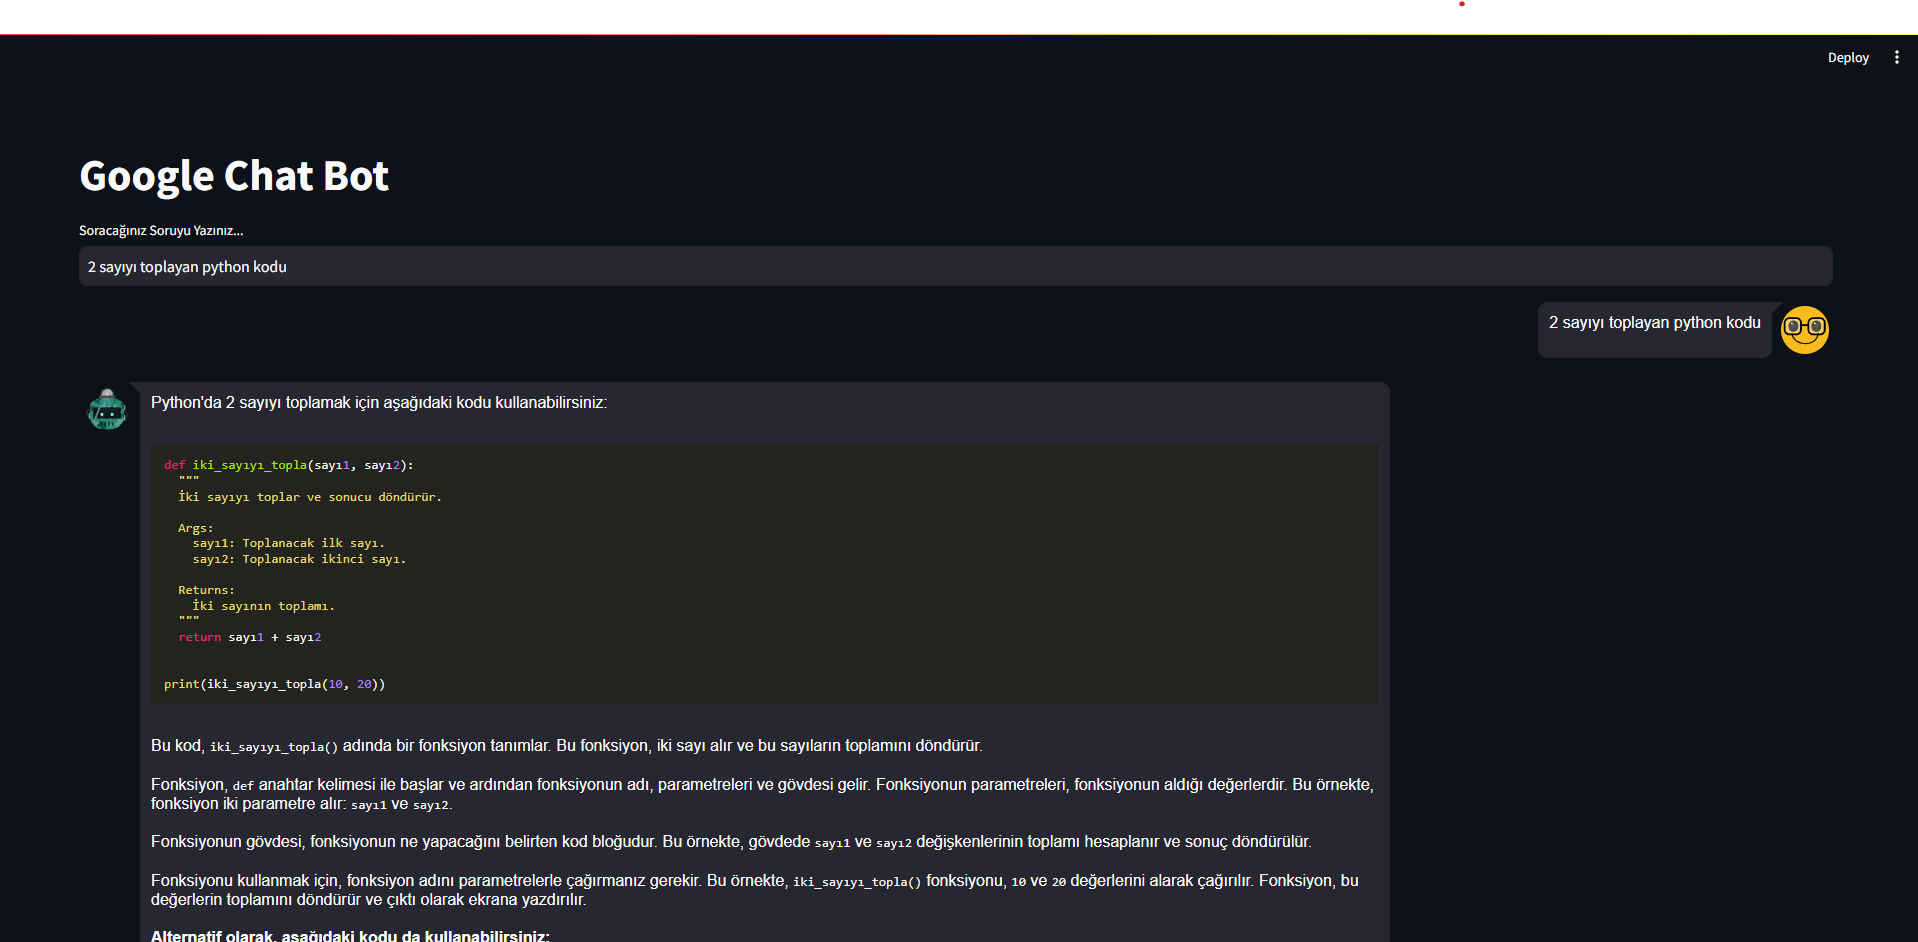 Deploy
Google Chat Bot
Soracağınız Soruyu Yazınız...
2 sayıyı toplayan python kodu
2 sayıyı toplayan python kodu
Python'da 2 sayıyı toplamak için aşağıdaki kodu kullanabilirsiniz:
def iki_sayıyı_topla(sayı1, sayı2):
"""
İki sayıyı toplar ve sonucu döndürür.
Args:
sayı1: Toplanacak ilk sayı.
sayı2: Toplanacak ikinci sayı.
Returns:
İki sayının toplamı.
"""
return sayı1 + sayı2
print(iki_sayıyı_topla(10, 20))
Bu kod, iki_sayıyı_topla() adında bir fonksiyon tanımlar. Bu fonksiyon, iki sayı alır ve bu sayıların toplamını döndürür.
Fonksiyon, def anahtar kelimesi ile başlar ve ardından fonksiyonun adı, parametreleri ve gövdesi gelir. Fonksiyonun parametreleri, fonksiyonun aldığı değerlerdir. Bu örnekte,
fonksiyon iki parametre alır: sayı1 ve sayı2.
Fonksiyonun gövdesi, fonksiyonun ne yapacağını belirten kod bloğudur. Bu örnekte, gövdede sayı1 ve sayı2 değişkenlerinin toplamı hesaplanır ve sonuç döndürülür.
Fonksiyonu kullanmak için, fonksiyon adını parametrelerle çağırmanız gerekir. Bu örnekte, iki_sayıyı_topla() fonksiyonu, 10 ve 20 değerlerini alarak çağırılır. Fonksiyon, bu
değerlerin toplamını döndürür ve çıktı olarak ekrana yazdırılır.
Alternatif olarak, aşağıdaki kodu da kullanabilirsiniz: